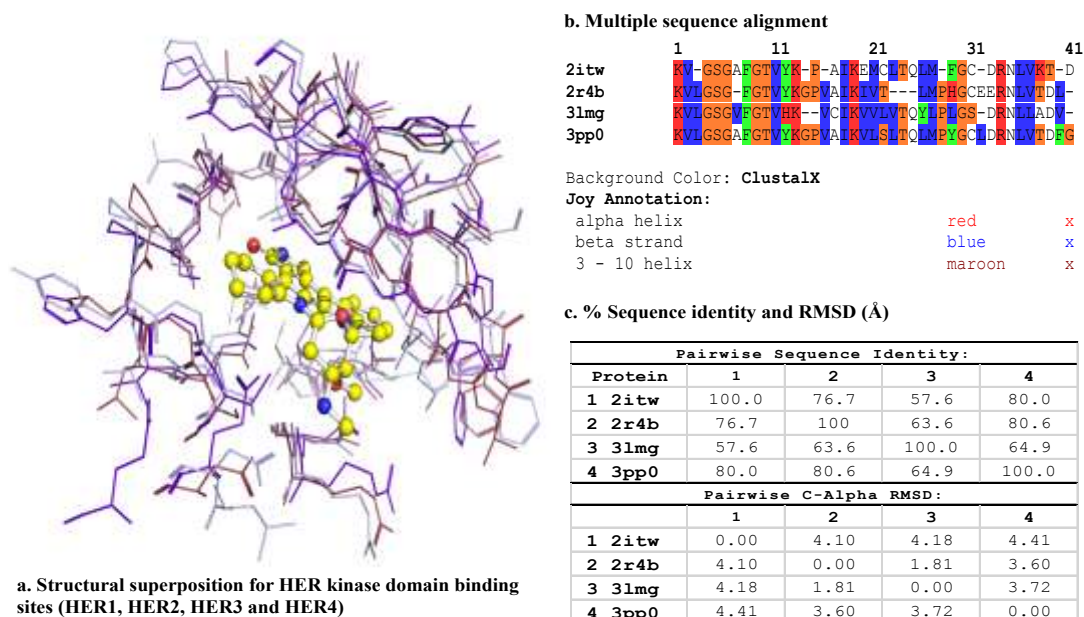 b. Multiple sequence alignment
1 11 21 31 41
2itw KV-GSGAFGTVYK-P-AIKEMCLTQLM-FGC-DRNLVKT-D
2r4b KVLGSG-FGTVYKGPVAIKIVT---LMPHGCEERNLVTDL-
3lmg KVLGSGVFGTVHK--VCIKVVLVTQYLPLGS-DRNLLADV-
3pp0 KVLGSGAFGTVYKGPVAIKVLSLTQLMPYGCLDRNLVTDFG
Background Color: ClustalX
Joy Annotation:
alpha helix red x
beta strand blue x
3 - 10 helix maroon x
c. % Sequence identity and RMSD (Å)
Pairwise Sequence Identity:
Protein 1 2 3 4
1 2itw 100.0 76.7 57.6 80.0
2 2r4b 76.7 100 63.6 80.6
3 3lmg 57.6 63.6 100.0 64.9
4 3pp0 80.0 80.6 64.9 100.0
Pairwise C-Alpha RMSD:
1 2 3 4
1 2itw 0.00 4.10 4.18 4.41
2 2r4b 4.10 0.00 1.81 3.60
3 3lmg 4.18 1.81 0.00 3.72
4 3pp0 4.41 3.60 3.72 0.00
a. Structural superposition for HER kinase domain binding
sites (HER1, HER2, HER3 and HER4)